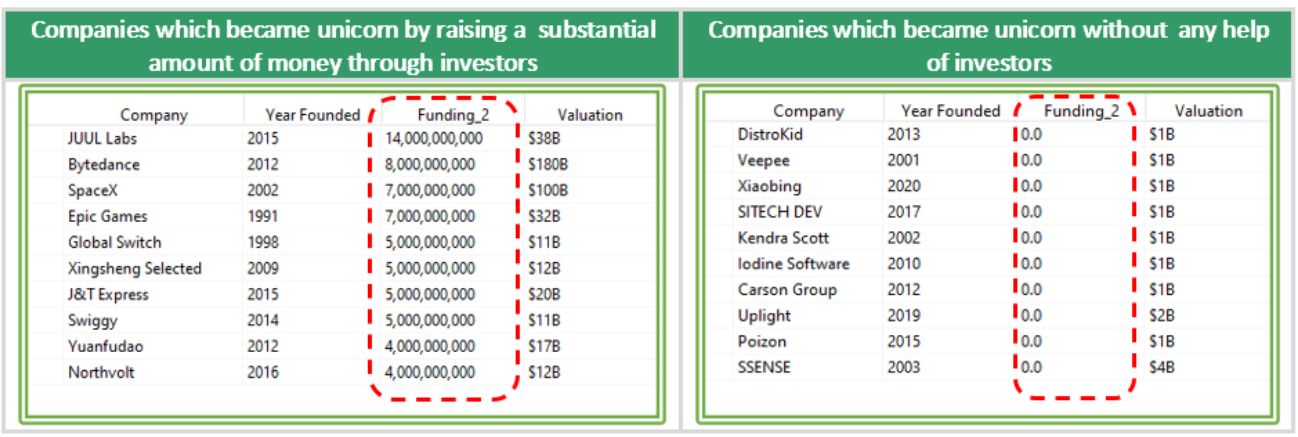 Companies which became unicorn by raising a substantial
amount of money through investors
Company Year Founded Funding_2 Valuation
JUUL Labs 2015 14,000,000,000 $38B
Bytedance 2012 8,000,000,000 $180B
SpaceX 2002 7,000,000,000 $100B
Epic Games 1991 7,000,000,000 $32B
Global Switch 1998 5,000,000,000 $11B
Xingsheng Selected 2009 5,000,000,000 $12B
J&T Express 2015 5,000,000,000 $20B
Swiggy 2014 5,000,000,000 $11B
Yuanfudao 2012 4,000,000,000 $17B
Northvolt 2016 4,000,000,000 $12B
Companies which became unicorn without any help
of investors
Company Year Founded Funding_2 Valuation
DistroKid 2013 0.0 $1B
Veepee 2001 0.0 $1B
Xiaobing 2020 0.0 $1B
SITECH DEV 2017 0.0 $1B
Kendra Scott 2002 0.0 $1B
Iodine Software 2010 0.0 $1B
Carson Group 2012 0.0 $1B
Uplight 2019 0.0 $2B
Poizon 2015 0.0 $1B
SSENSE 2003 0.0 $4B